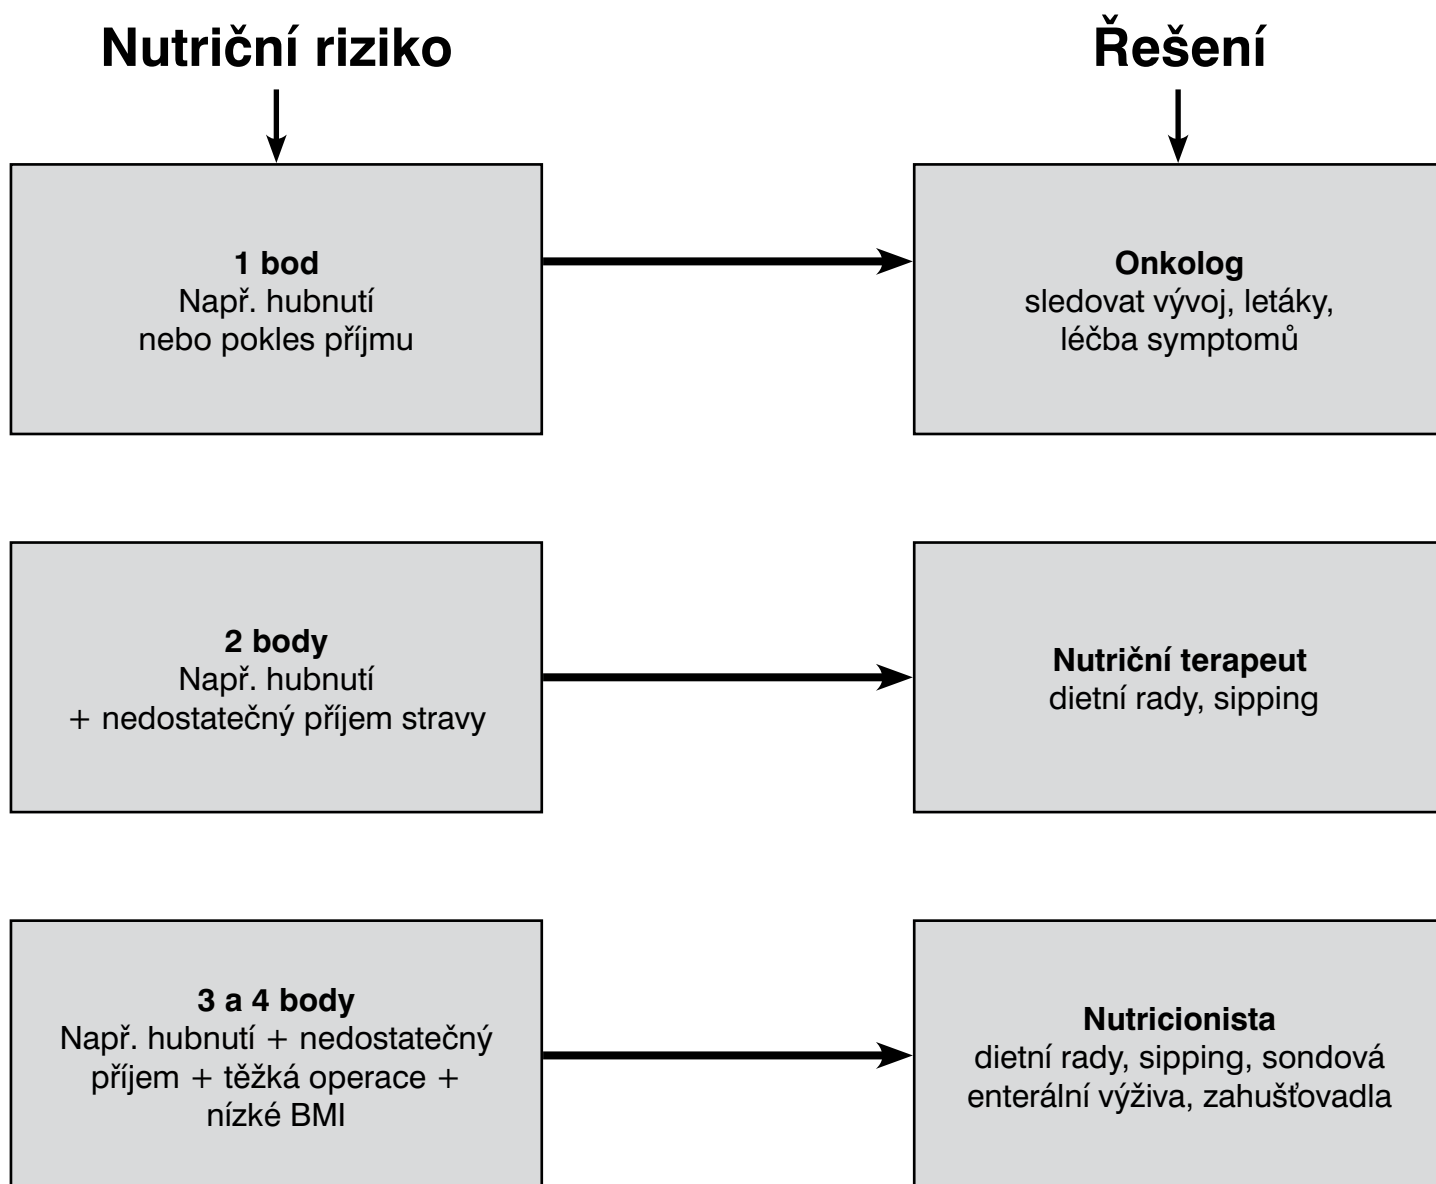 Nutriční riziko
Řešení
1 bod
Např. hubnutí
nebo pokles příjmu
Onkolog
sledovat vývoj, letáky,
léčba symptomů
2 body
Např. hubnutí
+ nedostatečný příjem stravy
Nutriční terapeut
dietní rady, sipping
3 a 4 body
Např. hubnutí + nedostatečný
příjem + těžká operace +
nízké BMI
Nutricionista
dietní rady, sipping, sondová
enterální výživa, zahušťovadla